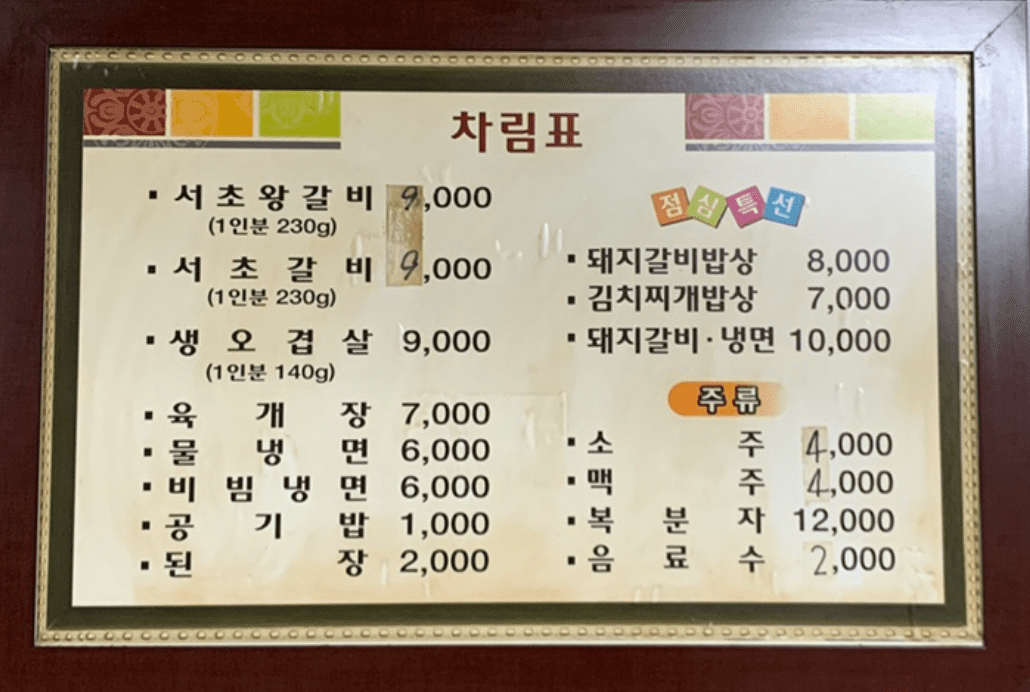 차림표
서초왕갈비 9,000
(1인분 230g)
서초갈비 9,000
(1인분 230g)
생오겹살 9,000
(1인분 140g)
육개장 7,000
물냉면 6,000
비빔냉면 6,000
공기밥 1,000
된장 2,000
점심특선
돼지갈비밥상 8,000
김치찌개밥상 7,000
돼지갈비·냉면 10,000
주류
소주 4,000
맥주 4,000
복분자 12,000
음료수 2,000